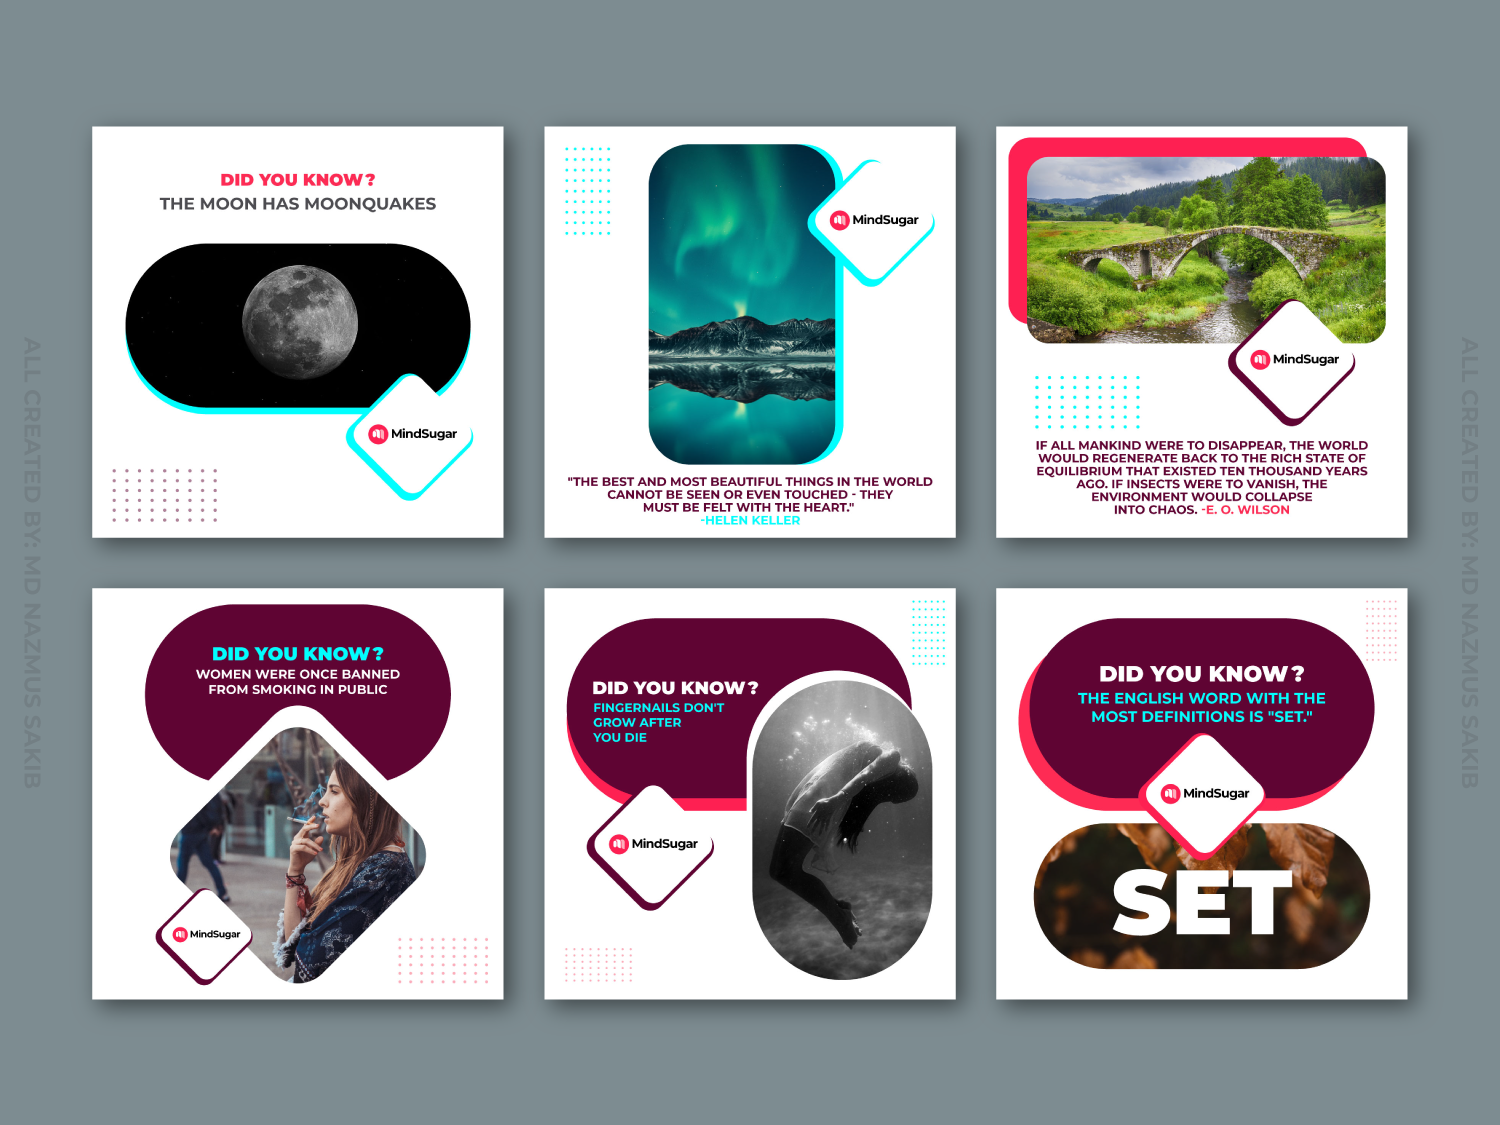 DID YOU KNOW?
THE MOON HAS MOONQUAKES
MindSugar
MindSugar
"THE BEST AND MOST BEAUTIFUL THINGS IN THE WORLD
CANNOT BE SEEN OR EVEN TOUCHED - THEY
MUST BE FELT WITH THE HEART."
-HELEN KELLER
MindSugar
IF ALL MANKIND WERE TO DISAPPEAR, THE WORLD
WOULD REGENERATE BACK TO THE RICH STATE OF
EQUILIBRIUM THAT EXISTED TEN THOUSAND YEARS
AGO. IF INSECTS WERE TO VANISH, THE
ENVIRONMENT WOULD COLLAPSE
INTO CHAOS. -E. O. WILSON
DID YOU KNOW?
WOMEN WERE ONCE BANNED
FROM SMOKING IN PUBLIC
MindSugar
DID YOU KNOW?
FINGERNAILS DON'T
GROW AFTER
YOU DIE
MindSugar
DID YOU KNOW?
THE ENGLISH WORD WITH THE
MOST DEFINITIONS IS "SET."
MindSugar
SET
ALL CREATED BY: MD NAZMUS SAKIB
ALL CREATED BY: MD NAZMUS SAKIB